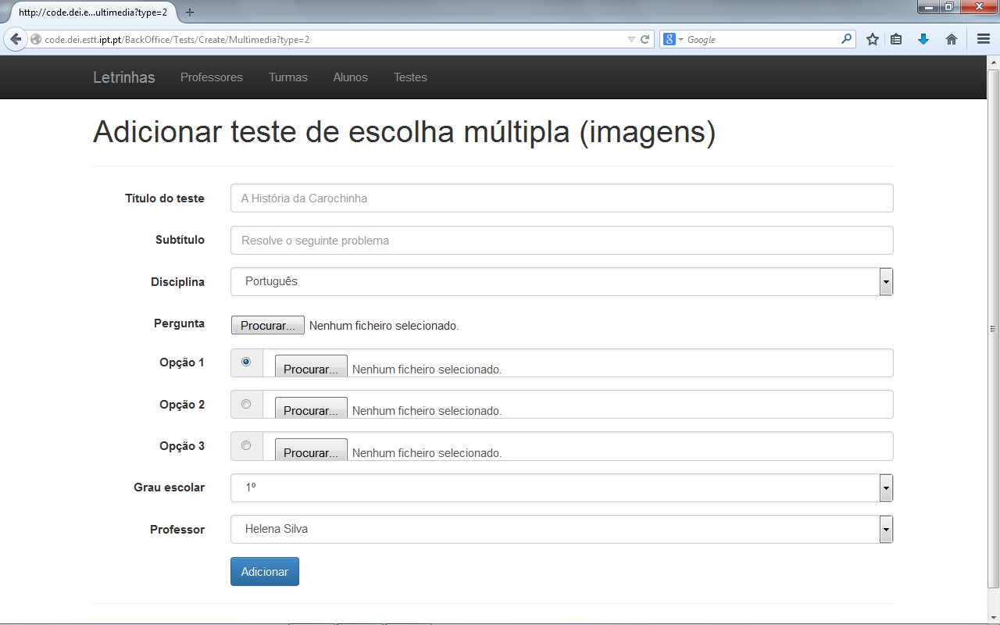 http://code.dei.e...ultimedia?type=2
code.dei.estt.ipt.pt/BackOffice/Tests/Create/Multimedia?type=2
Google
Letrinhas Professores Turmas Alunos Testes
Adicionar teste de escolha múltipla (imagens)
Título do teste A História da Carochinha
Subtítulo Resolve o seguinte problema
Disciplina Português
Pergunta Procurar... Nenhum ficheiro selecionado.
Opção 1 Procurar... Nenhum ficheiro selecionado.
Opção 2 Procurar... Nenhum ficheiro selecionado.
Opção 3 Procurar... Nenhum ficheiro selecionado.
Grau escolar 1º
Professor Helena Silva
Adicionar